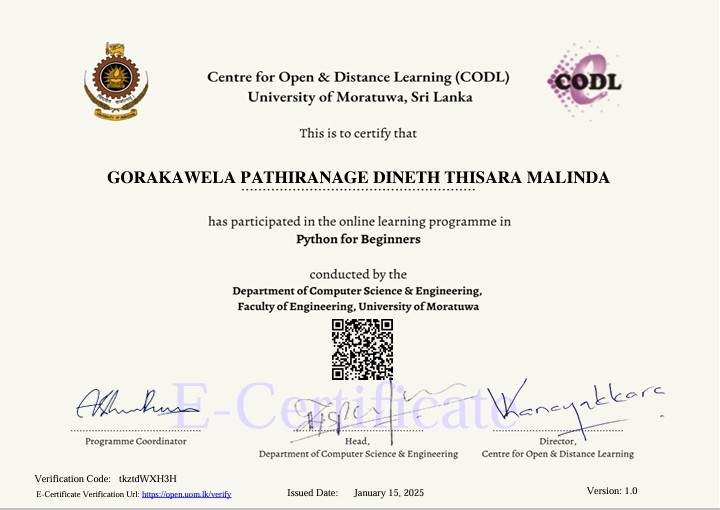 Centre for Open & Distance Learning (CODL)
University of Moratuwa, Sri Lanka
CODL
This is to certify that
GORAKAWELA PATHIRANAGE DINETH THISARA MALINDA
has participated in the online learning programme in
Python for Beginners
conducted by the
Department of Computer Science & Engineering,
Faculty of Engineering, University of Moratuwa
E-Certificate
Programme Coordinator
Head,
Department of Computer Science & Engineering
Director,
Centre for Open & Distance Learning
Verification Code: tkztdWXH3H
E-Certificate Verification Url: https://open.uom.lk/verify
Issued Date: January 15, 2025
Version: 1.0